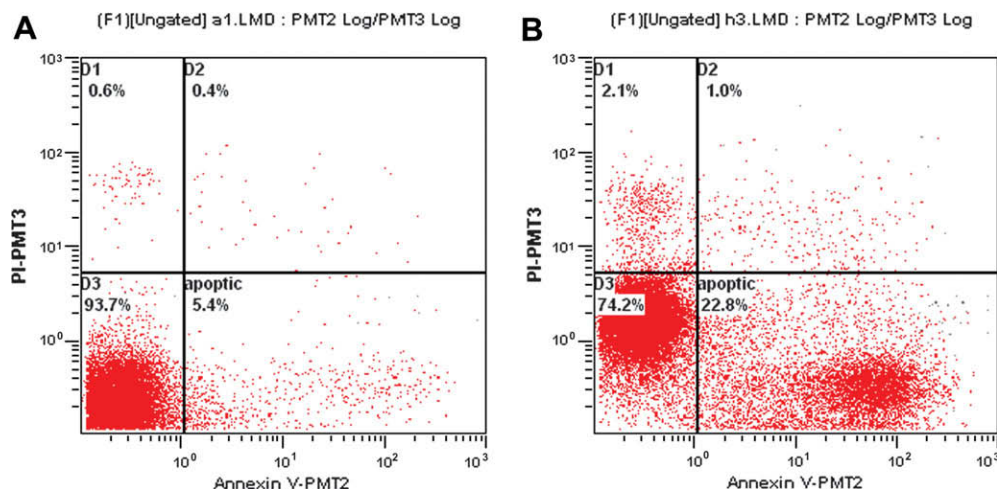 A
(F1)[Ungated] a1.LMD : PMT2 Log/PMT3 Log
10³
10²
10¹
10⁰
PI-PMT3
D1
0.6%
D2
0.4%
D3
93.7%
apoptic
5.4%
10⁰ 10¹ 10² 10³
Annexin V-PMT2
B
(F1)[Ungated] h3.LMD : PMT2 Log/PMT3 Log
10³
10²
10¹
10⁰
PI-PMT3
D1
2.1%
D2
1.0%
D3
74.2%
apoptic
22.8%
10⁰ 10¹ 10² 10³
Annexin V-PMT2